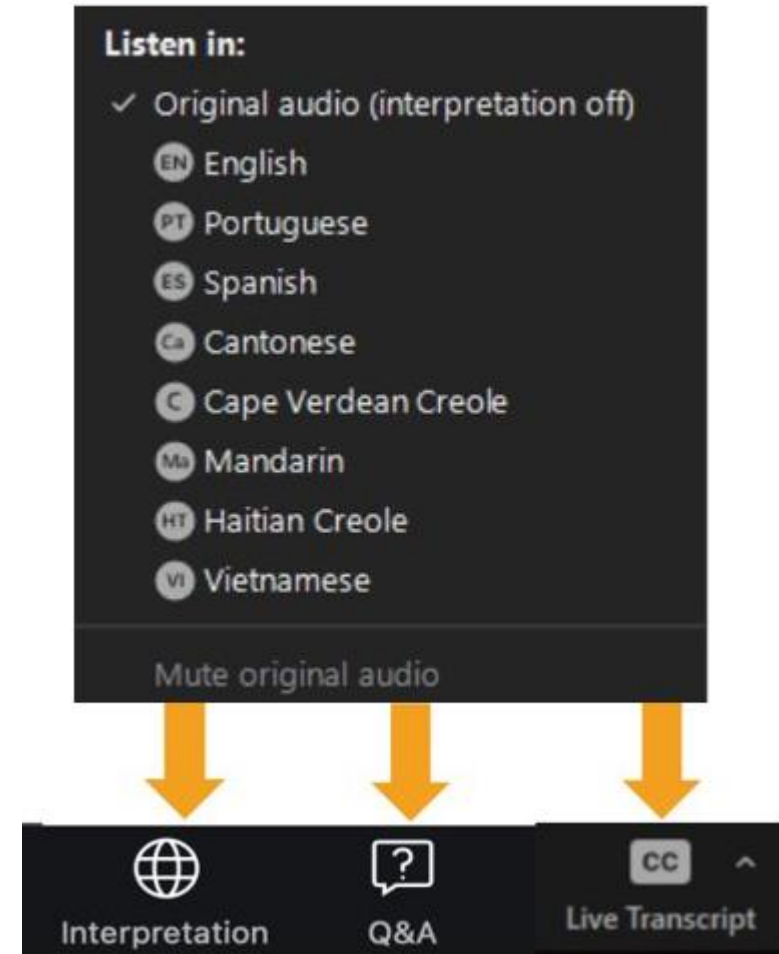 Listen in:
✓ Original audio (interpretation off)
EN English
PT Portuguese
ES Spanish
Ca Cantonese
C Cape Verdean Creole
Ma Mandarin
HT Haitian Creole
VI Vietnamese
Mute original audio
?
CC
Interpretation
Q&A
Live Transcript